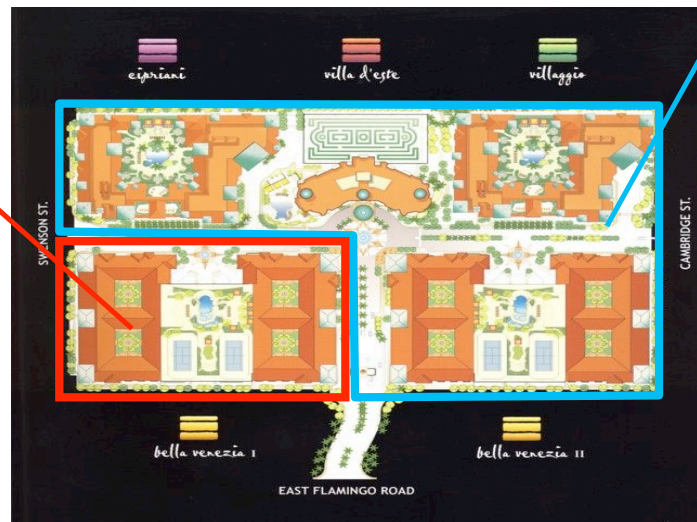 cipriani
villa d'este
villaggio
SWENSON ST.
CAMBRIDGE ST.
bella venezia I
bella venezia II
EAST FLAMINGO ROAD